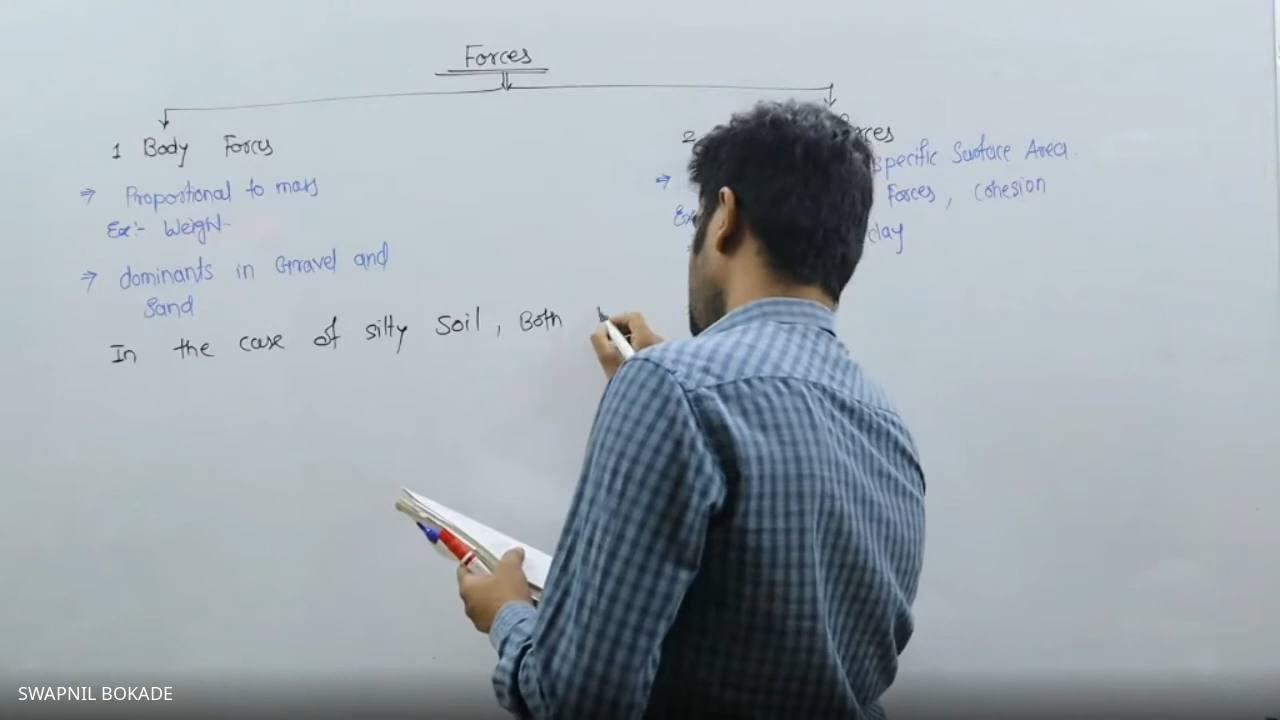 Forces
1 Body Forces
⇒ Proportional to mass
Ex:- Weight-
⇒ dominants in Gravel and
Sand
2 Forces
⇒ specific Surface Area.
Ex Forces, Cohesion
clay
In the case of silty Soil, Both
SWAPNIL BOKADE